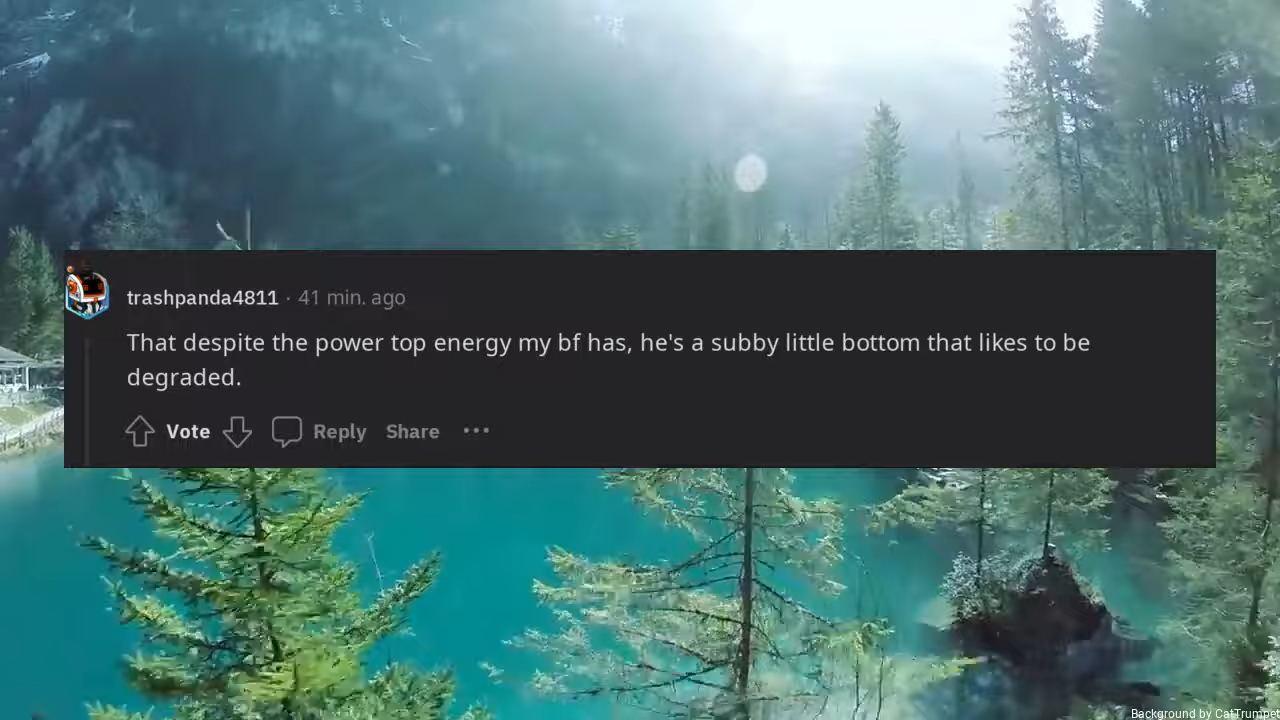 trashpanda4811 · 41 min. ago
That despite the power top energy my bf has, he's a subby little bottom that likes to be
degraded.
Vote Reply Share ···
Background by CatTrumpet